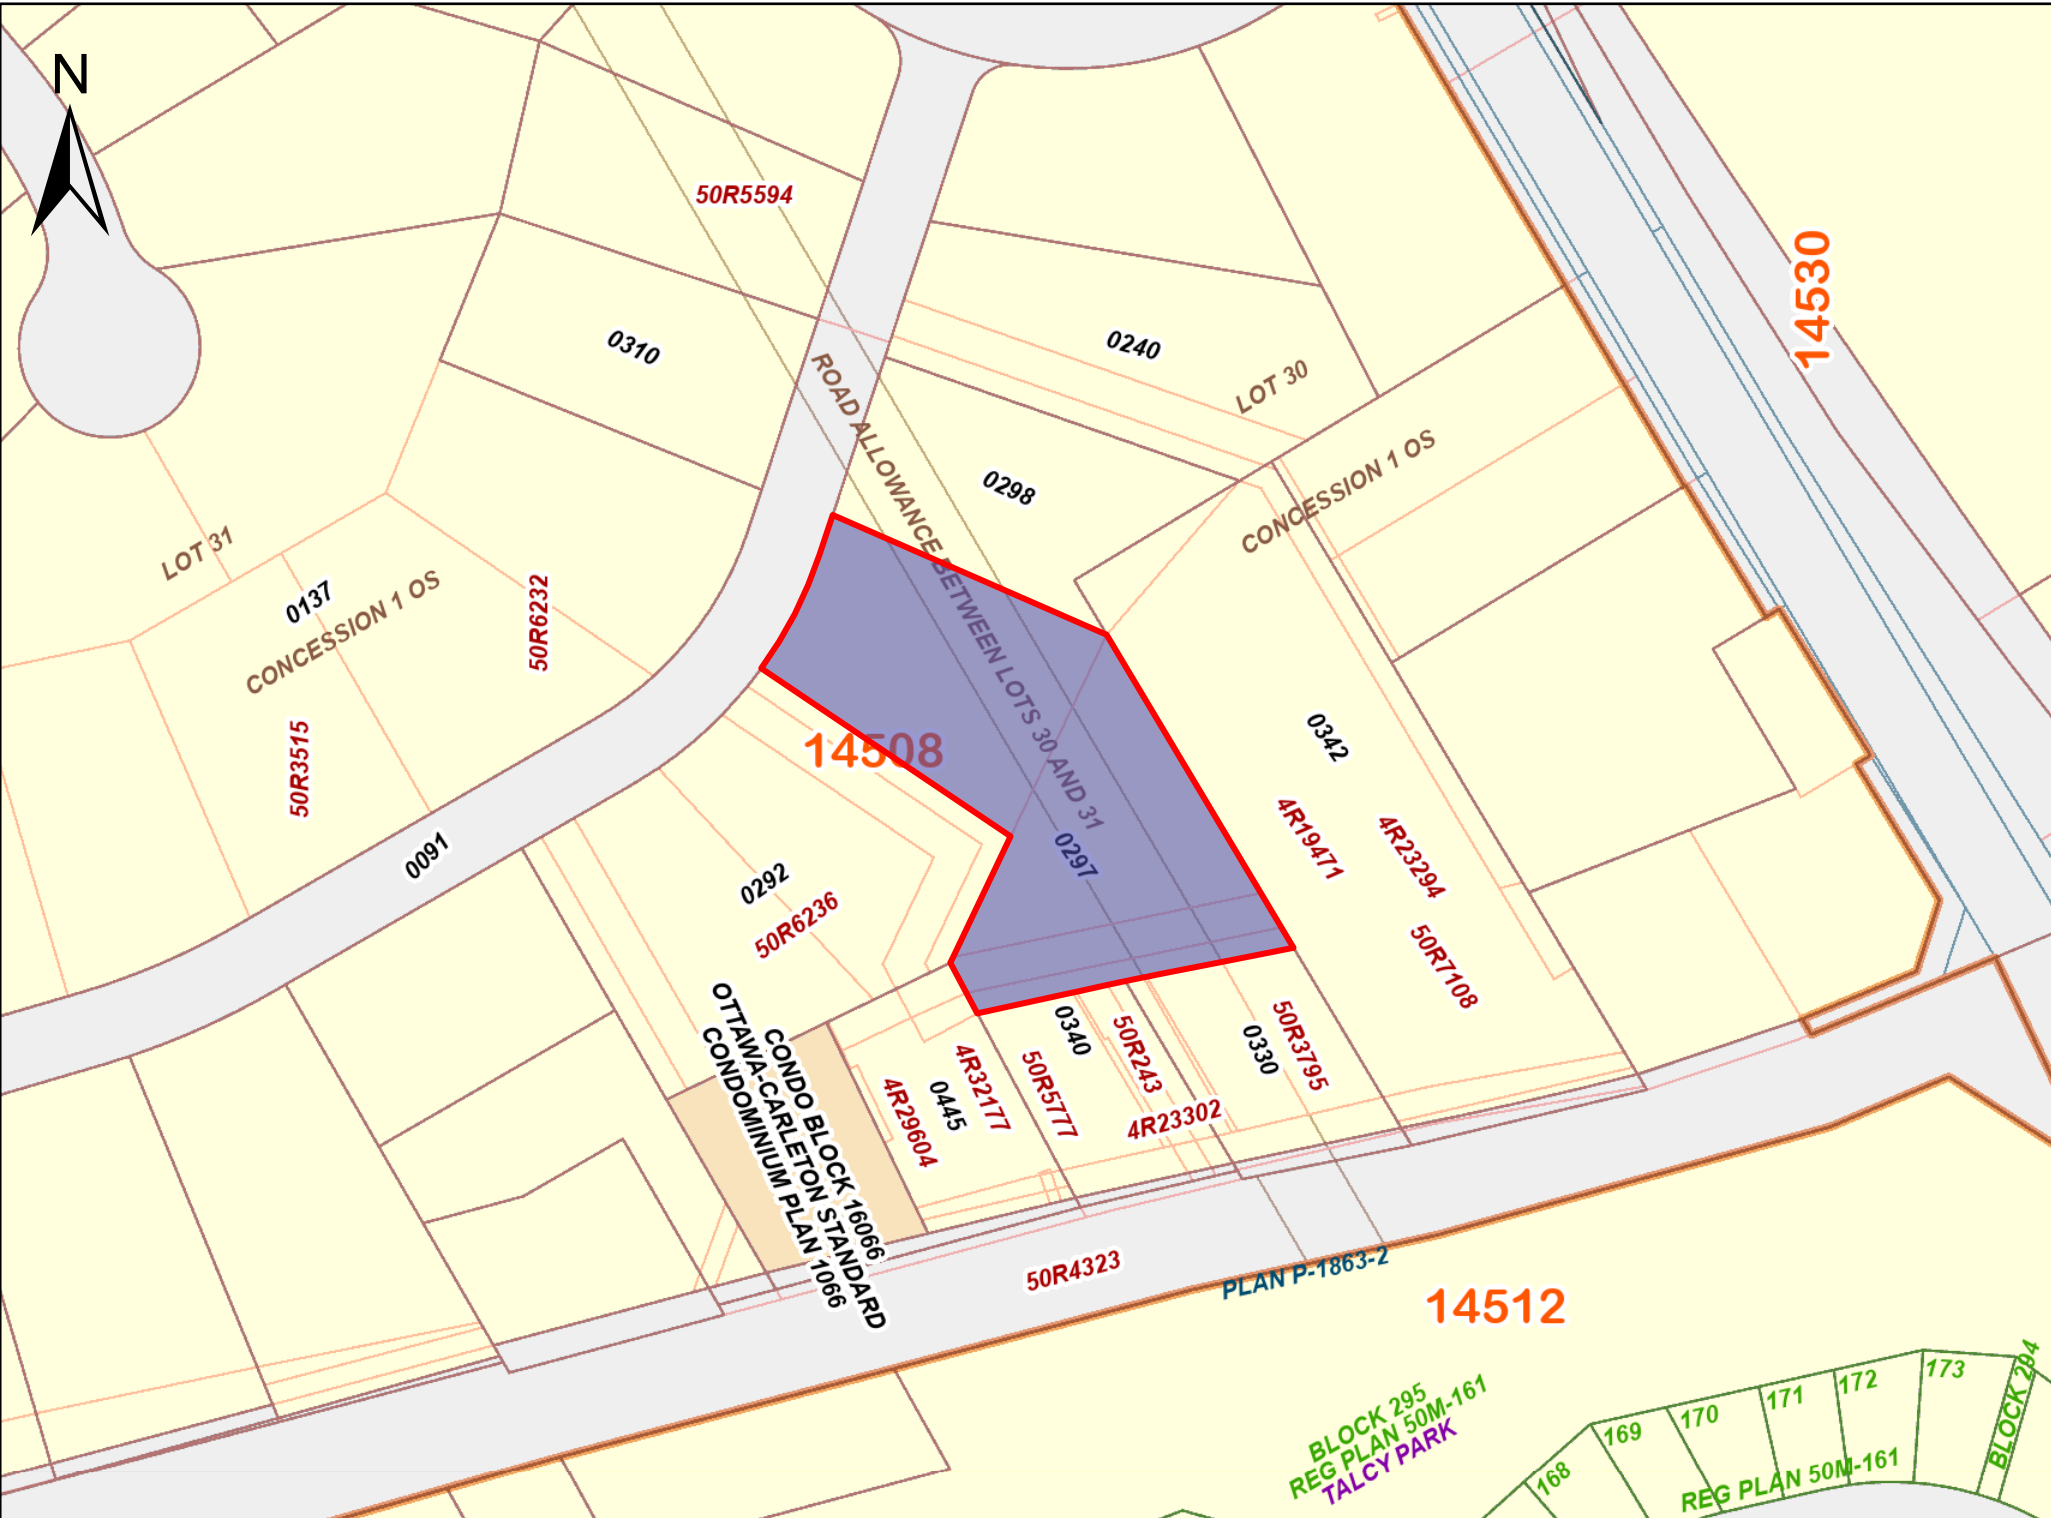 N
50R5594
14530
0310
0240
ROAD ALLOWANCE BETWEEN LOTS 30 AND 31
LOT 30
CONCESSION 1 OS
0298
LOT 31
0137
CONCESSION 1 OS
50R6232
50R3515
14508
0342
4R19471
4R23294
0091
0297
0292
50R6236
50R7108
OTTAWA-CARLETON STANDARD
CONDOMINIUM PLAN 1066
CONDO BLOCK 16066
0340
50R243
0330
50R3795
4R32177
50R5777
0445
4R29604
4R23302
50R4323
PLAN P-1863-2
14512
BLOCK 295
REG PLAN 50M-161
TALCY PARK
168
169
170
171
172
173
BLOCK 294
REG PLAN 50M-161